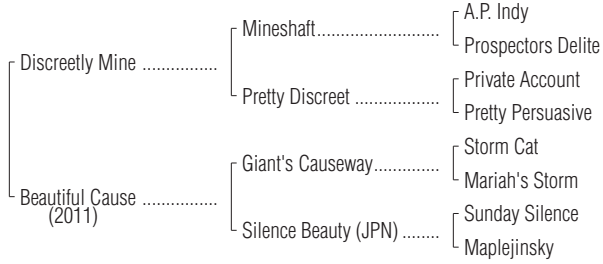 A.P. Indy
Mineshaft..............................
Prospectors Delite
Discreetly Mine ................
Private Account
Pretty Discreet ..................
Pretty Persuasive
Storm Cat
Giant's Causeway................
Mariah's Storm
Beautiful Cause ................
(2011)
Sunday Silence
Silence Beauty (JPN) ........
Maplejinsky